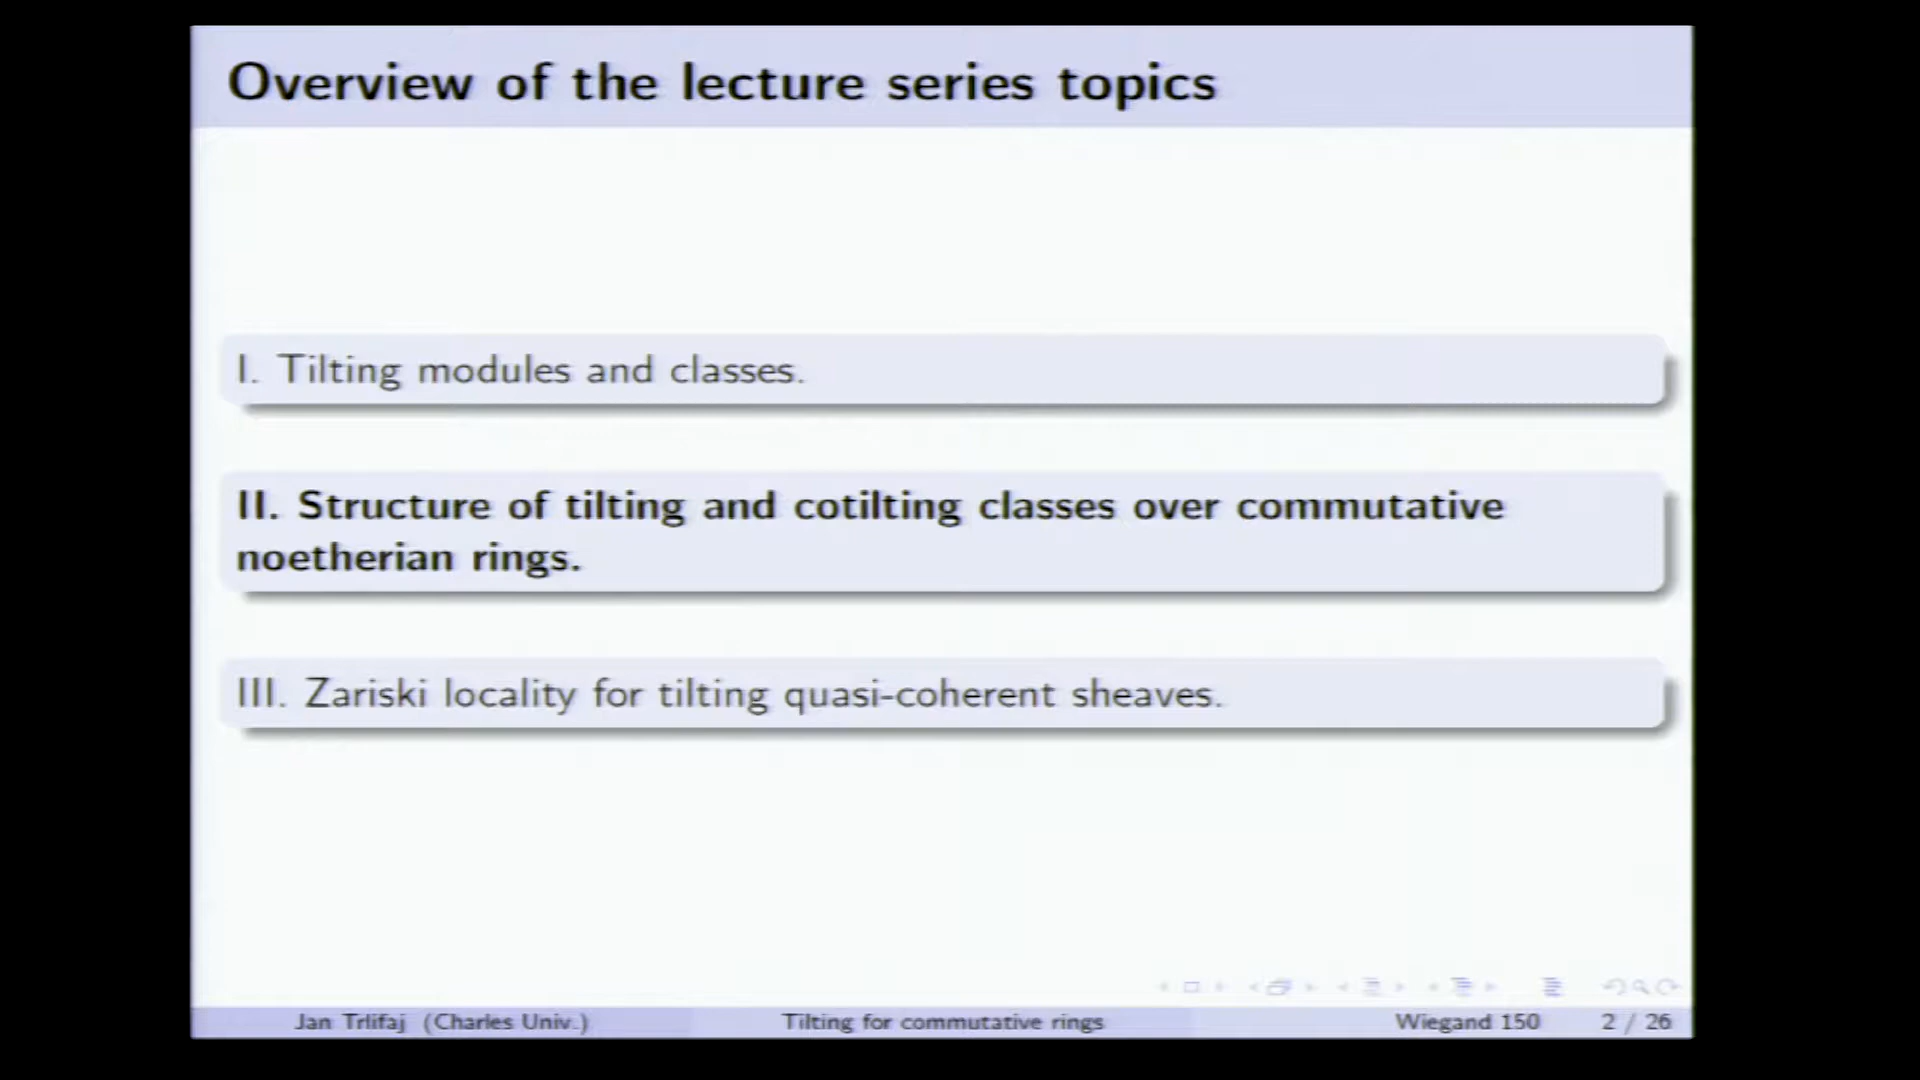 Overview of the lecture series topics
I. Tilting modules and classes.
II. Structure of tilting and cotilting classes over commutative
noetherian rings.
III. Zariski locality for tilting quasi-coherent sheaves.
Jan Trlifaj (Charles Univ.) Tilting for commutative rings Wiegand 150 2 / 26